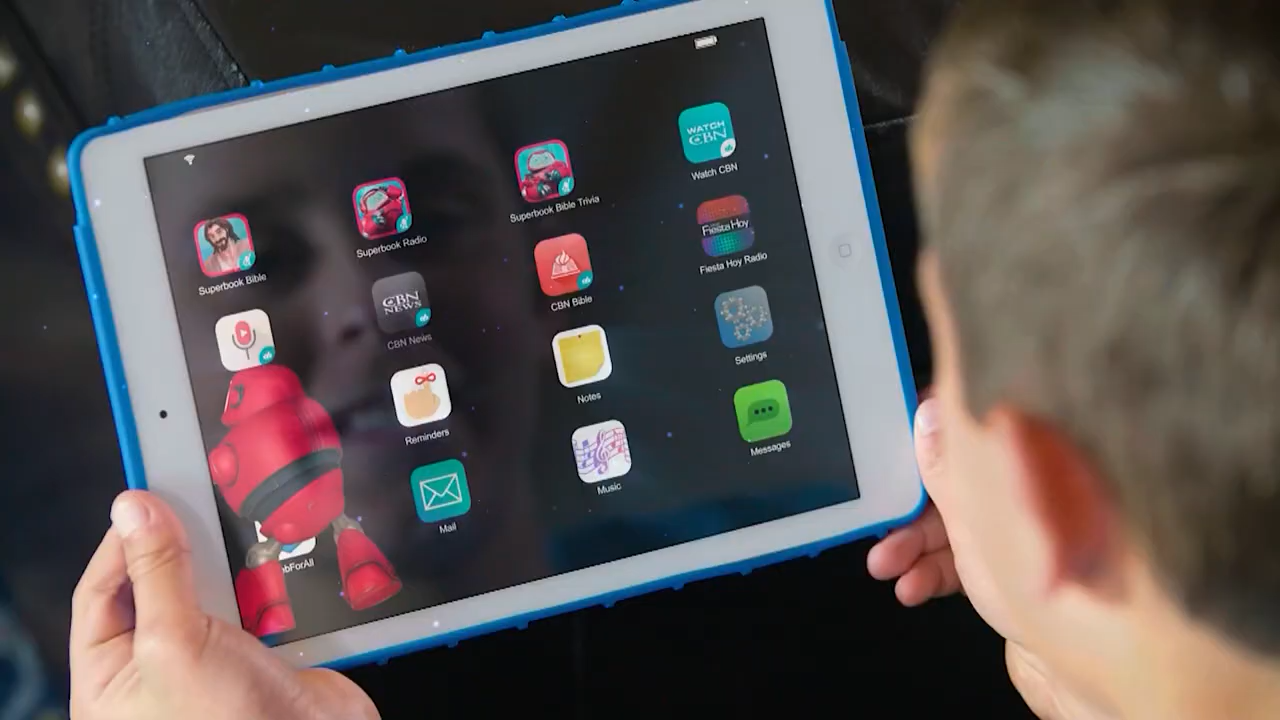 WATCH
CBN
Watch CBN
Superbook Bible Trivia
Superbook Radio
Superbook Bible
Fiesta Hoy
Fiesta Hoy Radio
CBN
NEWS
CBN News
CBN Bible
Settings
Notes
Reminders
Messages
Music
Mail
bForAll